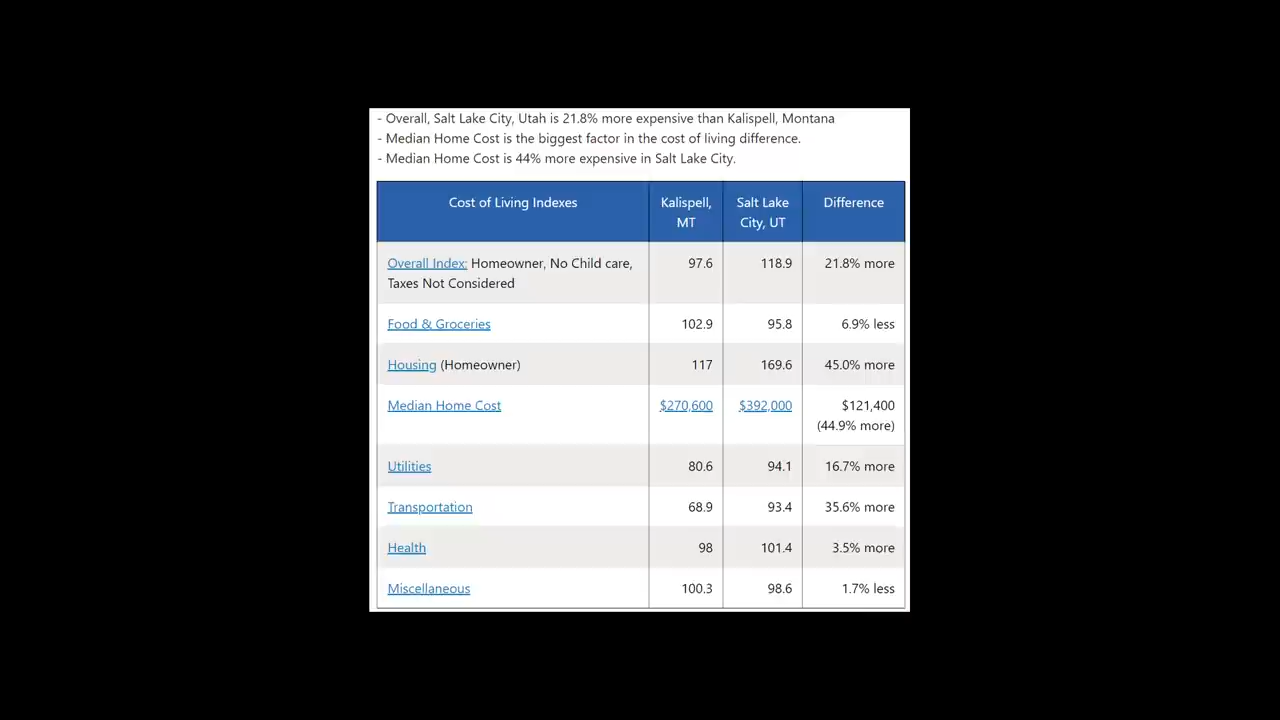 - Overall, Salt Lake City, Utah is 21.8% more expensive than Kalispell, Montana
- Median Home Cost is the biggest factor in the cost of living difference.
- Median Home Cost is 44% more expensive in Salt Lake City.
Cost of Living Indexes Kalispell, MT Salt Lake City, UT Difference
Overall Index: Homeowner, No Child care, 97.6 118.9 21.8% more
Taxes Not Considered
Food & Groceries 102.9 95.8 6.9% less
Housing (Homeowner) 117 169.6 45.0% more
Median Home Cost $270,600 $392,000 $121,400
(44.9% more)
Utilities 80.6 94.1 16.7% more
Transportation 68.9 93.4 35.6% more
Health 98 101.4 3.5% more
Miscellaneous 100.3 98.6 1.7% less